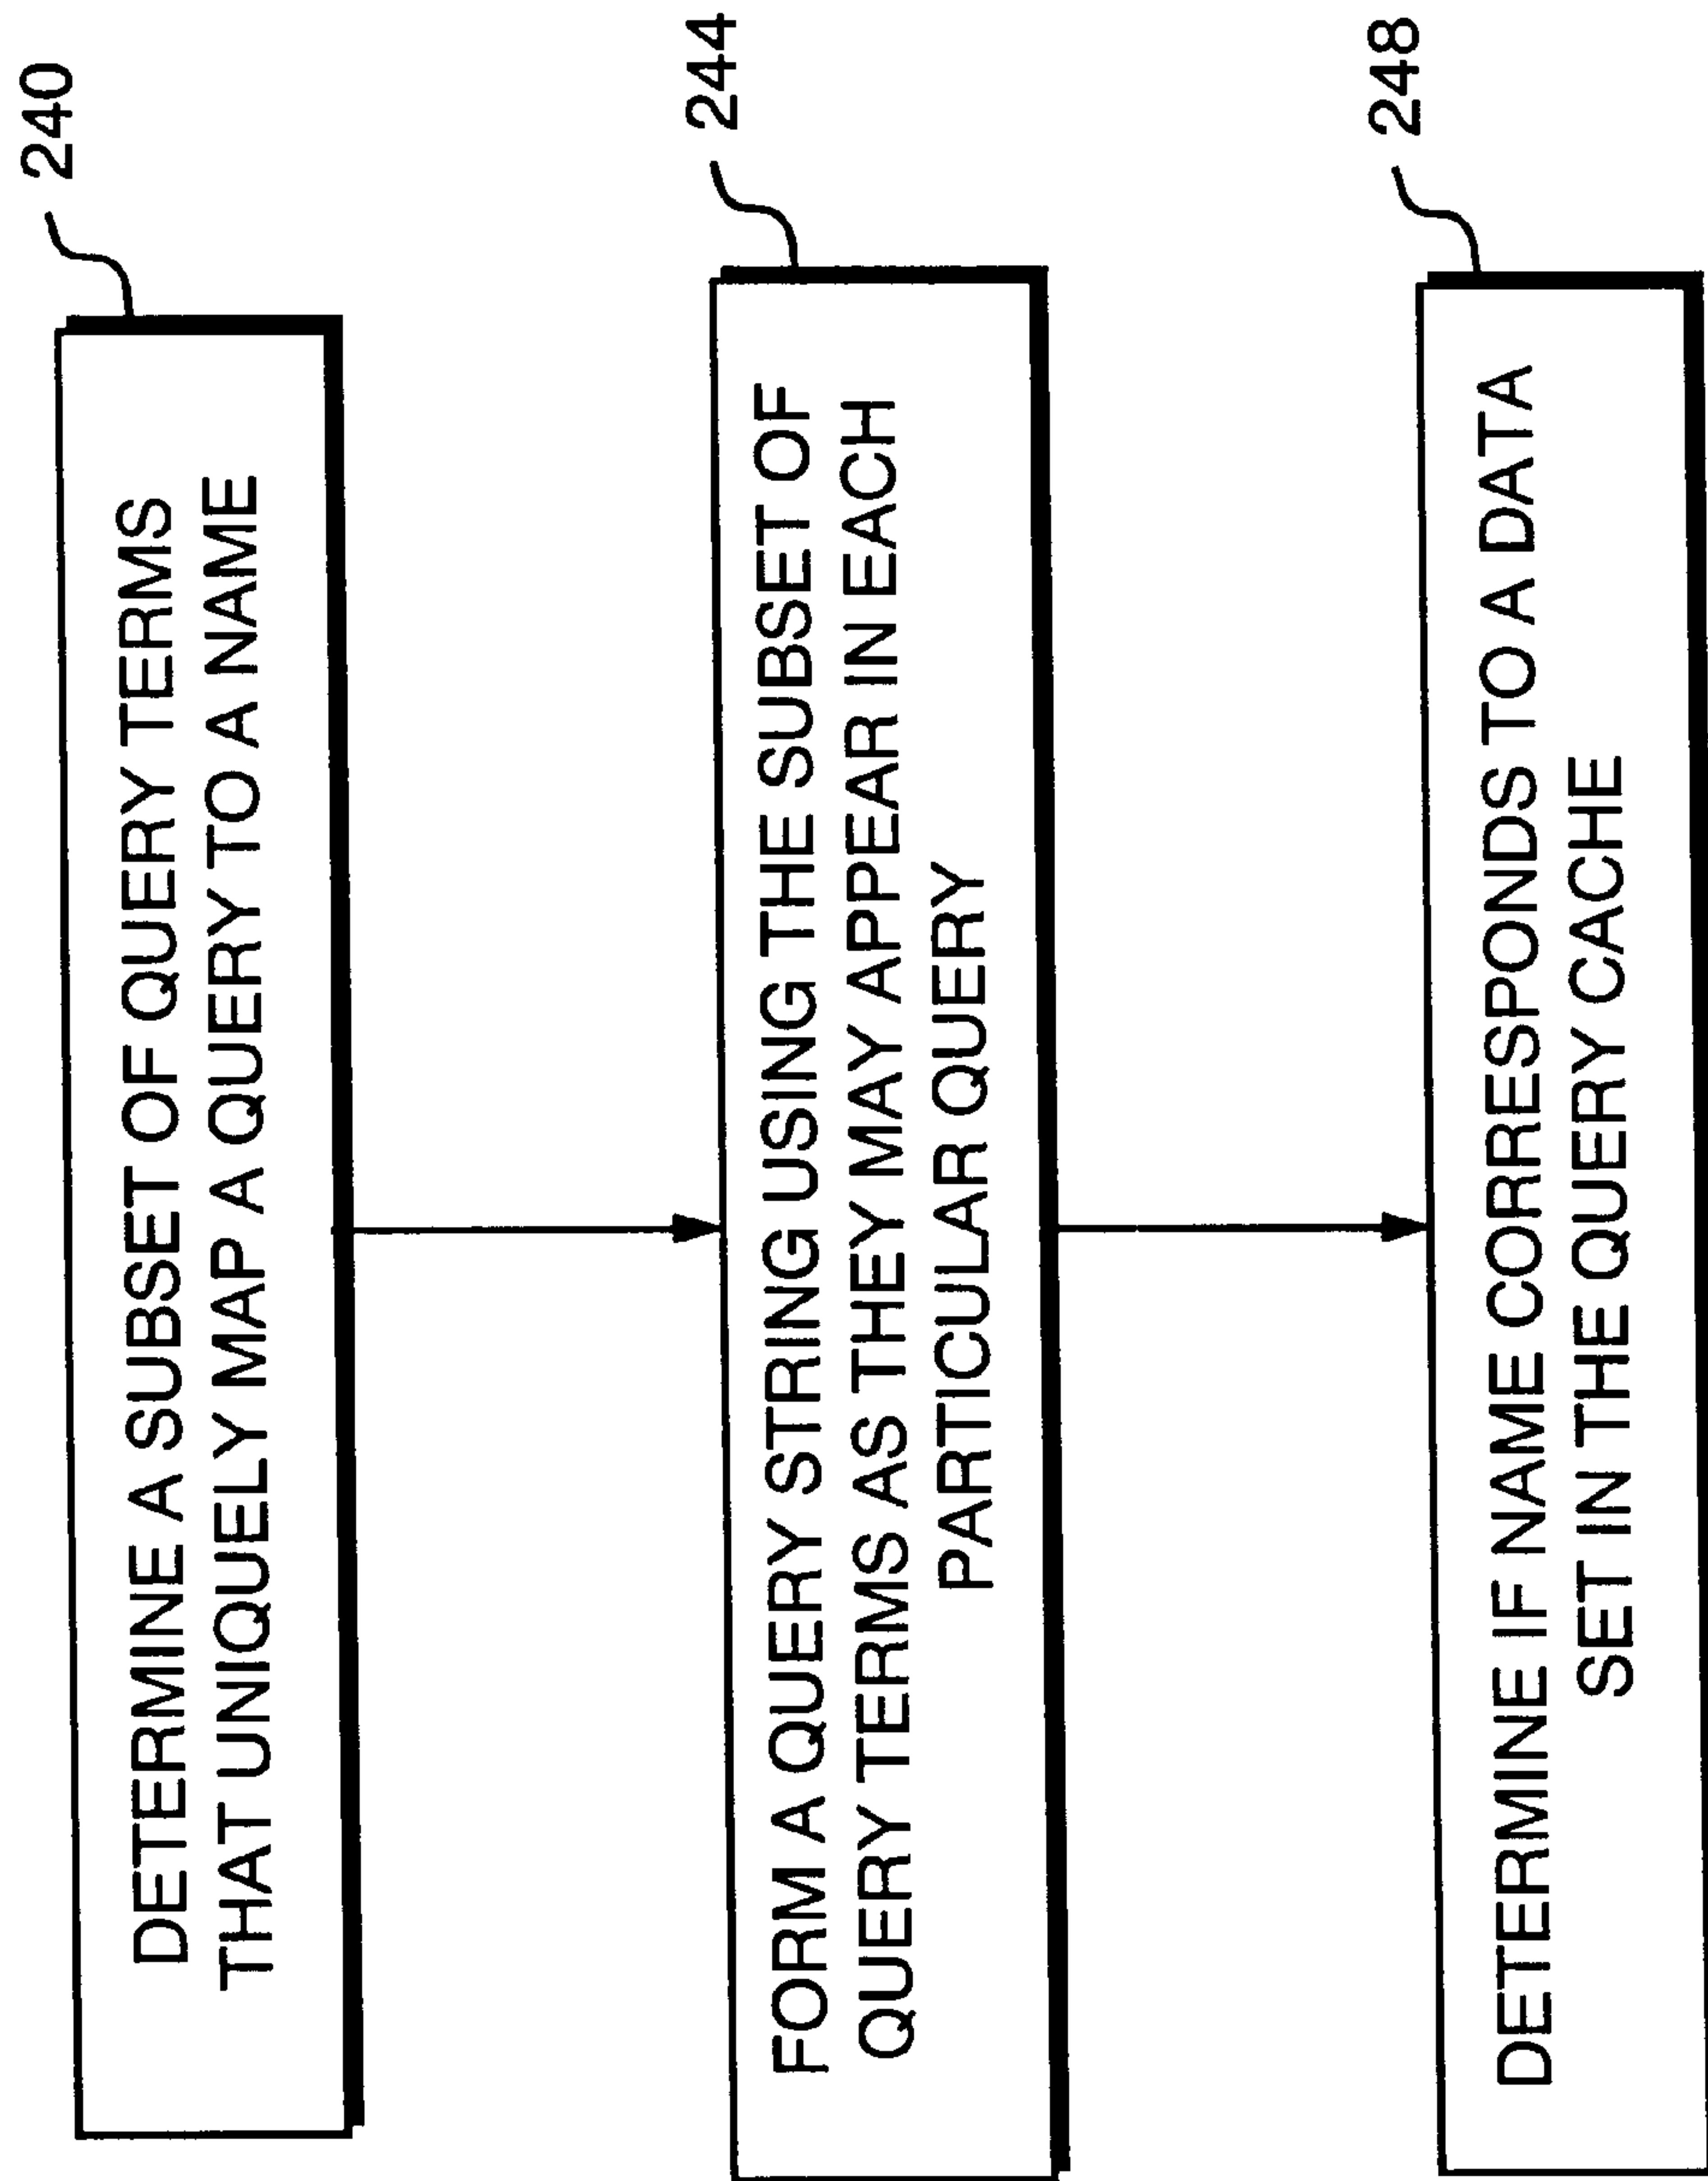 240
DETERMINE A SUBSET OF QUERY TERMS
THAT UNIQUELY MAP A QUERY TO A NAME
244
FORM A QUERY STRING USING THE SUBSET OF
QUERY TERMS AS THEY MAY APPEAR IN EACH
PARTICULAR QUERY
248
DETERMINE IF NAME CORRESPONDS TO A DATA
SET IN THE QUERY CACHE